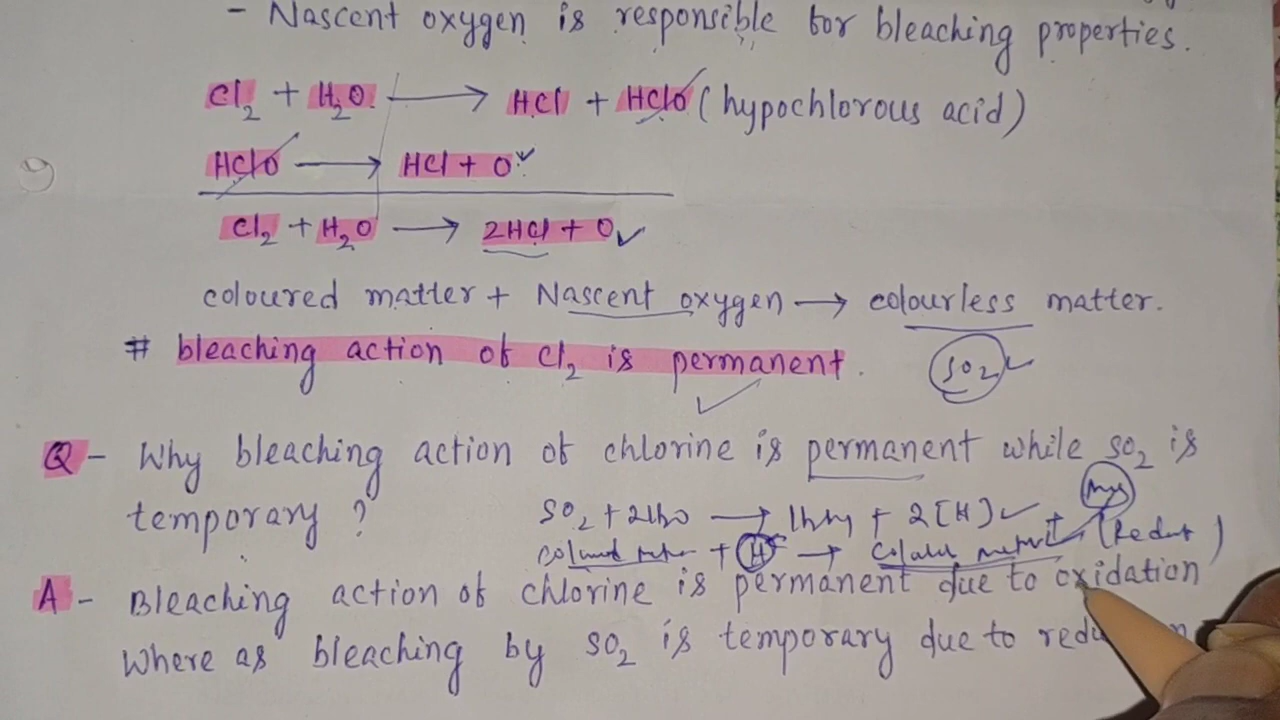 - Nascent oxygen is responsible for bleaching properties.
Cl₂ + H₂O → HCl + HClO (hypochlorous acid)
HClO → HCl + O
Cl₂ + H₂O → 2HCl + O
coloured matter + Nascent oxygen → colourless matter.
# bleaching action of Cl₂ is permanent.
SO₂
Q - Why bleaching action of chlorine is permanent while SO₂ is
temporary ?
SO₂ + 2H₂O → + 2[H]
+ H →
A - Bleaching action of chlorine is permanent due to oxidation
Where as bleaching by SO₂ is temporary due to